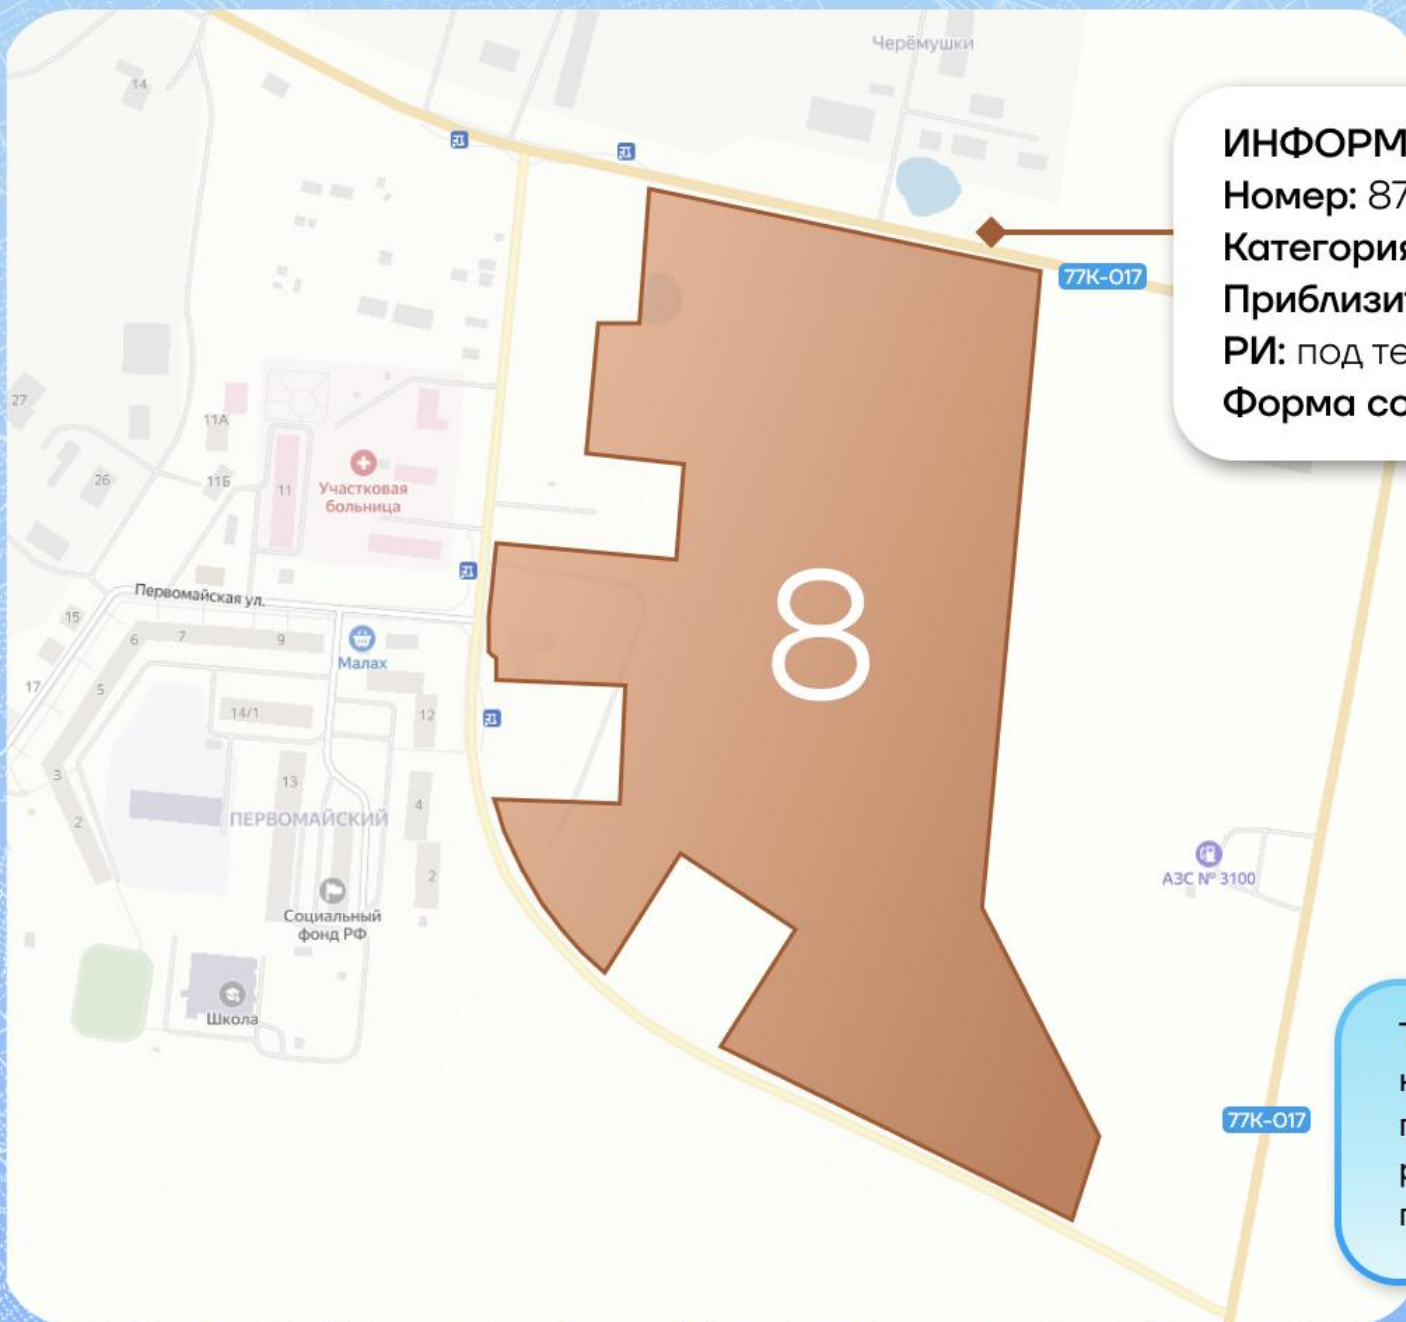 Черёмушки
14
ИНФОРМ
Номер: 87
Категория
Приблизит
РИ: под те
Форма со
77К-017
27
11А
26
11Б
11
Участковая
больница
Первомайская ул.
15
6
7
9
Малах
8
17
5
14/1
12
3
13
4
2
ПЕРВОМАЙСКИЙ
2
АЗС № 3100
Социальный
фонд РФ
Школа
77К-017